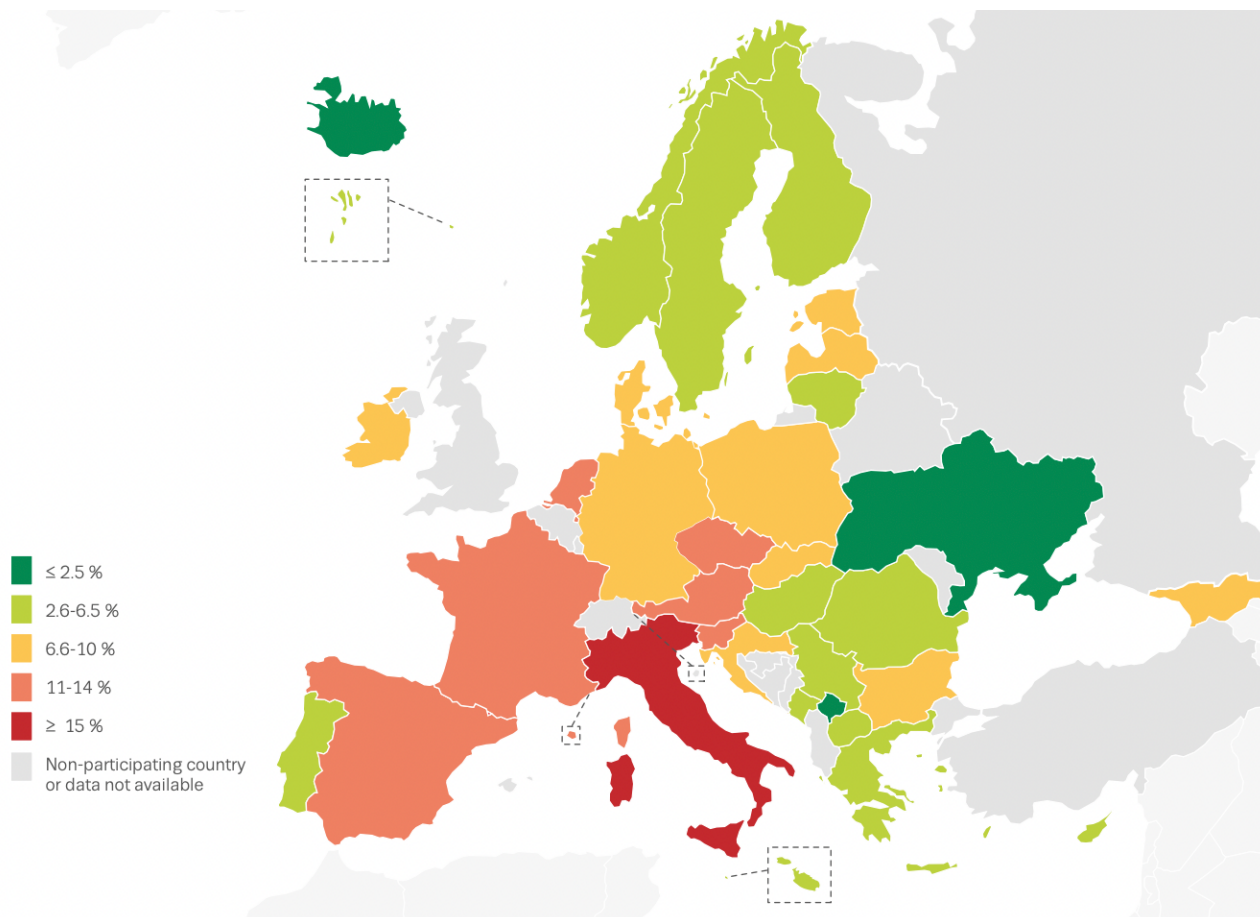 ≤ 2.5 %
2.6-6.5 %
6.6-10 %
11-14 %
≥ 15 %
Non-participating country
or data not available